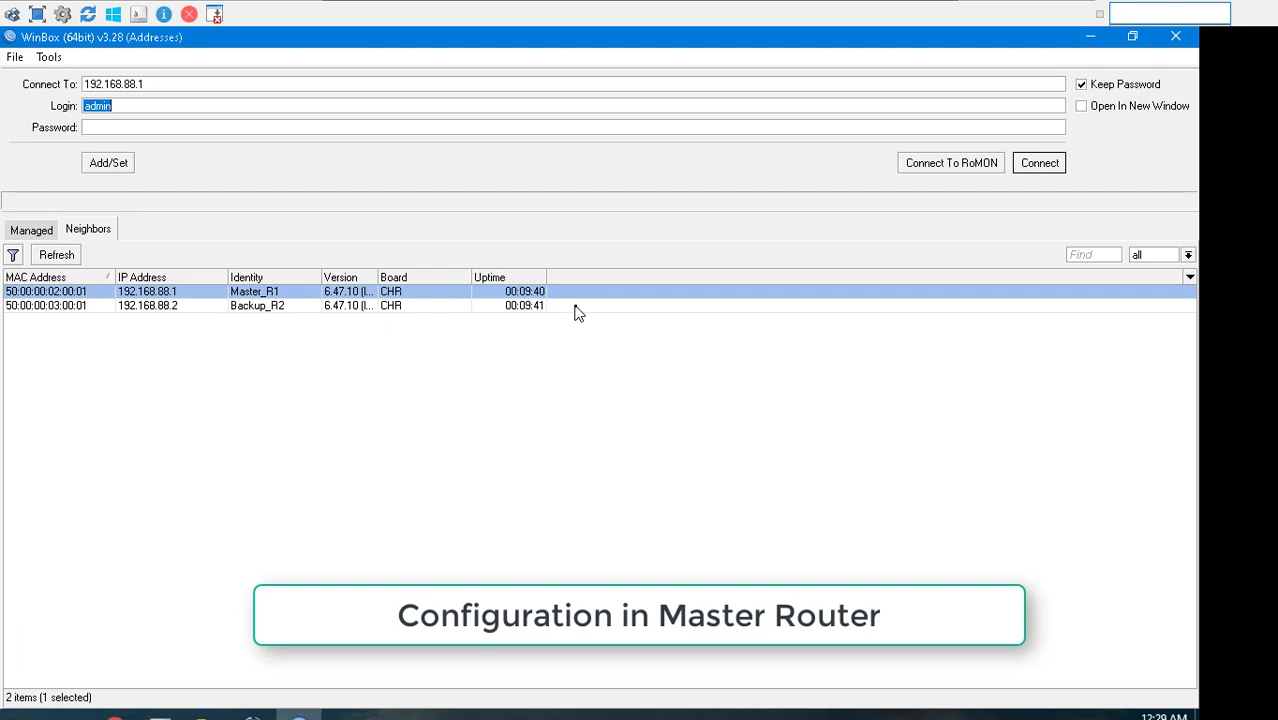 WinBox (64bit) v3.28 (Addresses)
File Tools
Connect To: 192.168.88.1
Keep Password
Login: admin
Open In New Window
Password:
Add/Set
Connect To RoMON
Connect
Managed
Neighbors
Refresh
Find
all
MAC Address / IP Address Identity Version Board Uptime
50:00:00:02:00:01 192.168.88.1 Master_R1 6.47.10 (l... CHR 00:09:40
50:00:00:03:00:01 192.168.88.2 Backup_R2 6.47.10 (l... CHR 00:09:41
Configuration in Master Router
2 items (1 selected)
12:29 AM